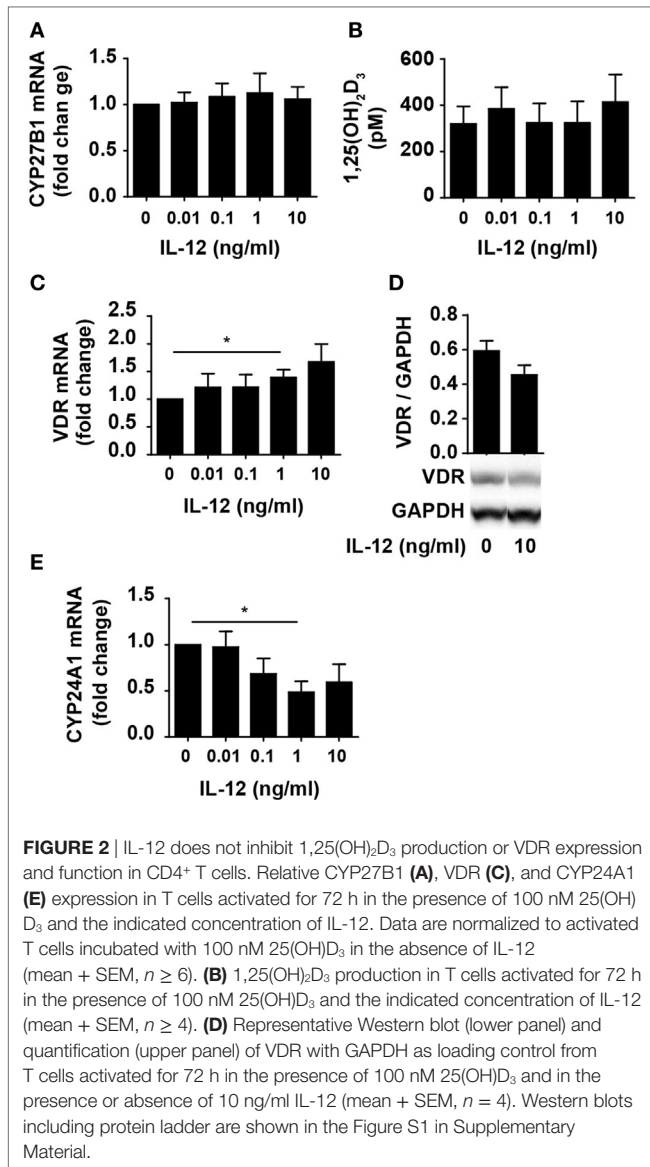 A
CYP27B1 mRNA
(fold chan ge)
1.5
1.0
0.5
0.0
0 0.01 0.1 1 10
IL-12 (ng/ml)
B
1,25(OH)₂D₃
(pM)
600
400
200
0
0 0.01 0.1 1 10
IL-12 (ng/ml)
C
VDR mRNA
(fold change)
2.5
2.0
1.5
1.0
0.5
0.0
*
0 0.01 0.1 1 10
IL-12 (ng/ml)
D
VDR / GAPDH
0.8
0.6
0.4
0.2
0.0
VDR
GAPDH
IL-12 (ng/ml) 0 10
E
CYP24A1 mRNA
(fold change)
1.5
1.0
0.5
0.0
*
0 0.01 0.1 1 10
IL-12 (ng/ml)
FIGURE 2 | IL-12 does not inhibit 1,25(OH)₂D₃ production or VDR expression
and function in CD4⁺ T cells. Relative CYP27B1 (A), VDR (C), and CYP24A1
(E) expression in T cells activated for 72 h in the presence of 100 nM 25(OH)
D₃ and the indicated concentration of IL-12. Data are normalized to activated
T cells incubated with 100 nM 25(OH)D₃ in the absence of IL-12
(mean + SEM, n ≥ 6). (B) 1,25(OH)₂D₃ production in T cells activated for 72 h
in the presence of 100 nM 25(OH)D₃ and the indicated concentration of IL-12
(mean + SEM, n ≥ 4). (D) Representative Western blot (lower panel) and
quantification (upper panel) of VDR with GAPDH as loading control from
T cells activated for 72 h in the presence of 100 nM 25(OH)D₃ and in the
presence or absence of 10 ng/ml IL-12 (mean + SEM, n = 4). Western blots
including protein ladder are shown in the Figure S1 in Supplementary
Material.